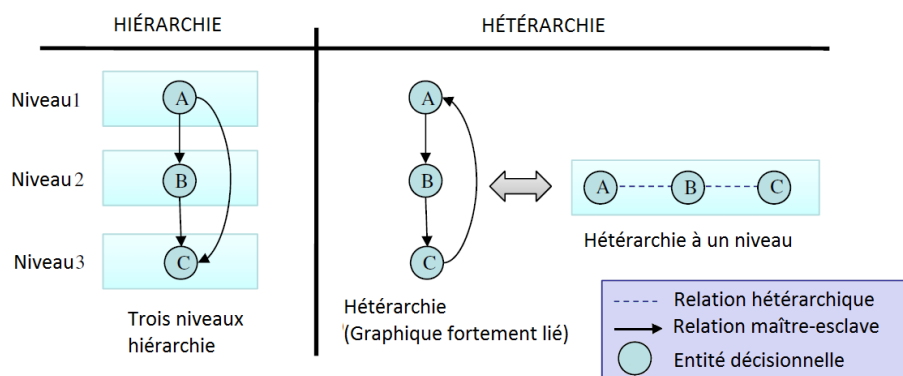 HIÉRARCHIE
HÉTÉRARCHIE
Niveau1
A
Niveau2
B
Niveau3
C
Trois niveaux
hiérarchie
A
B
C
Hétérarchie
(Graphique fortement lié)
A
B
C
Hétérarchie à un niveau
Relation hétérarchique
Relation maître-esclave
Entité décisionnelle